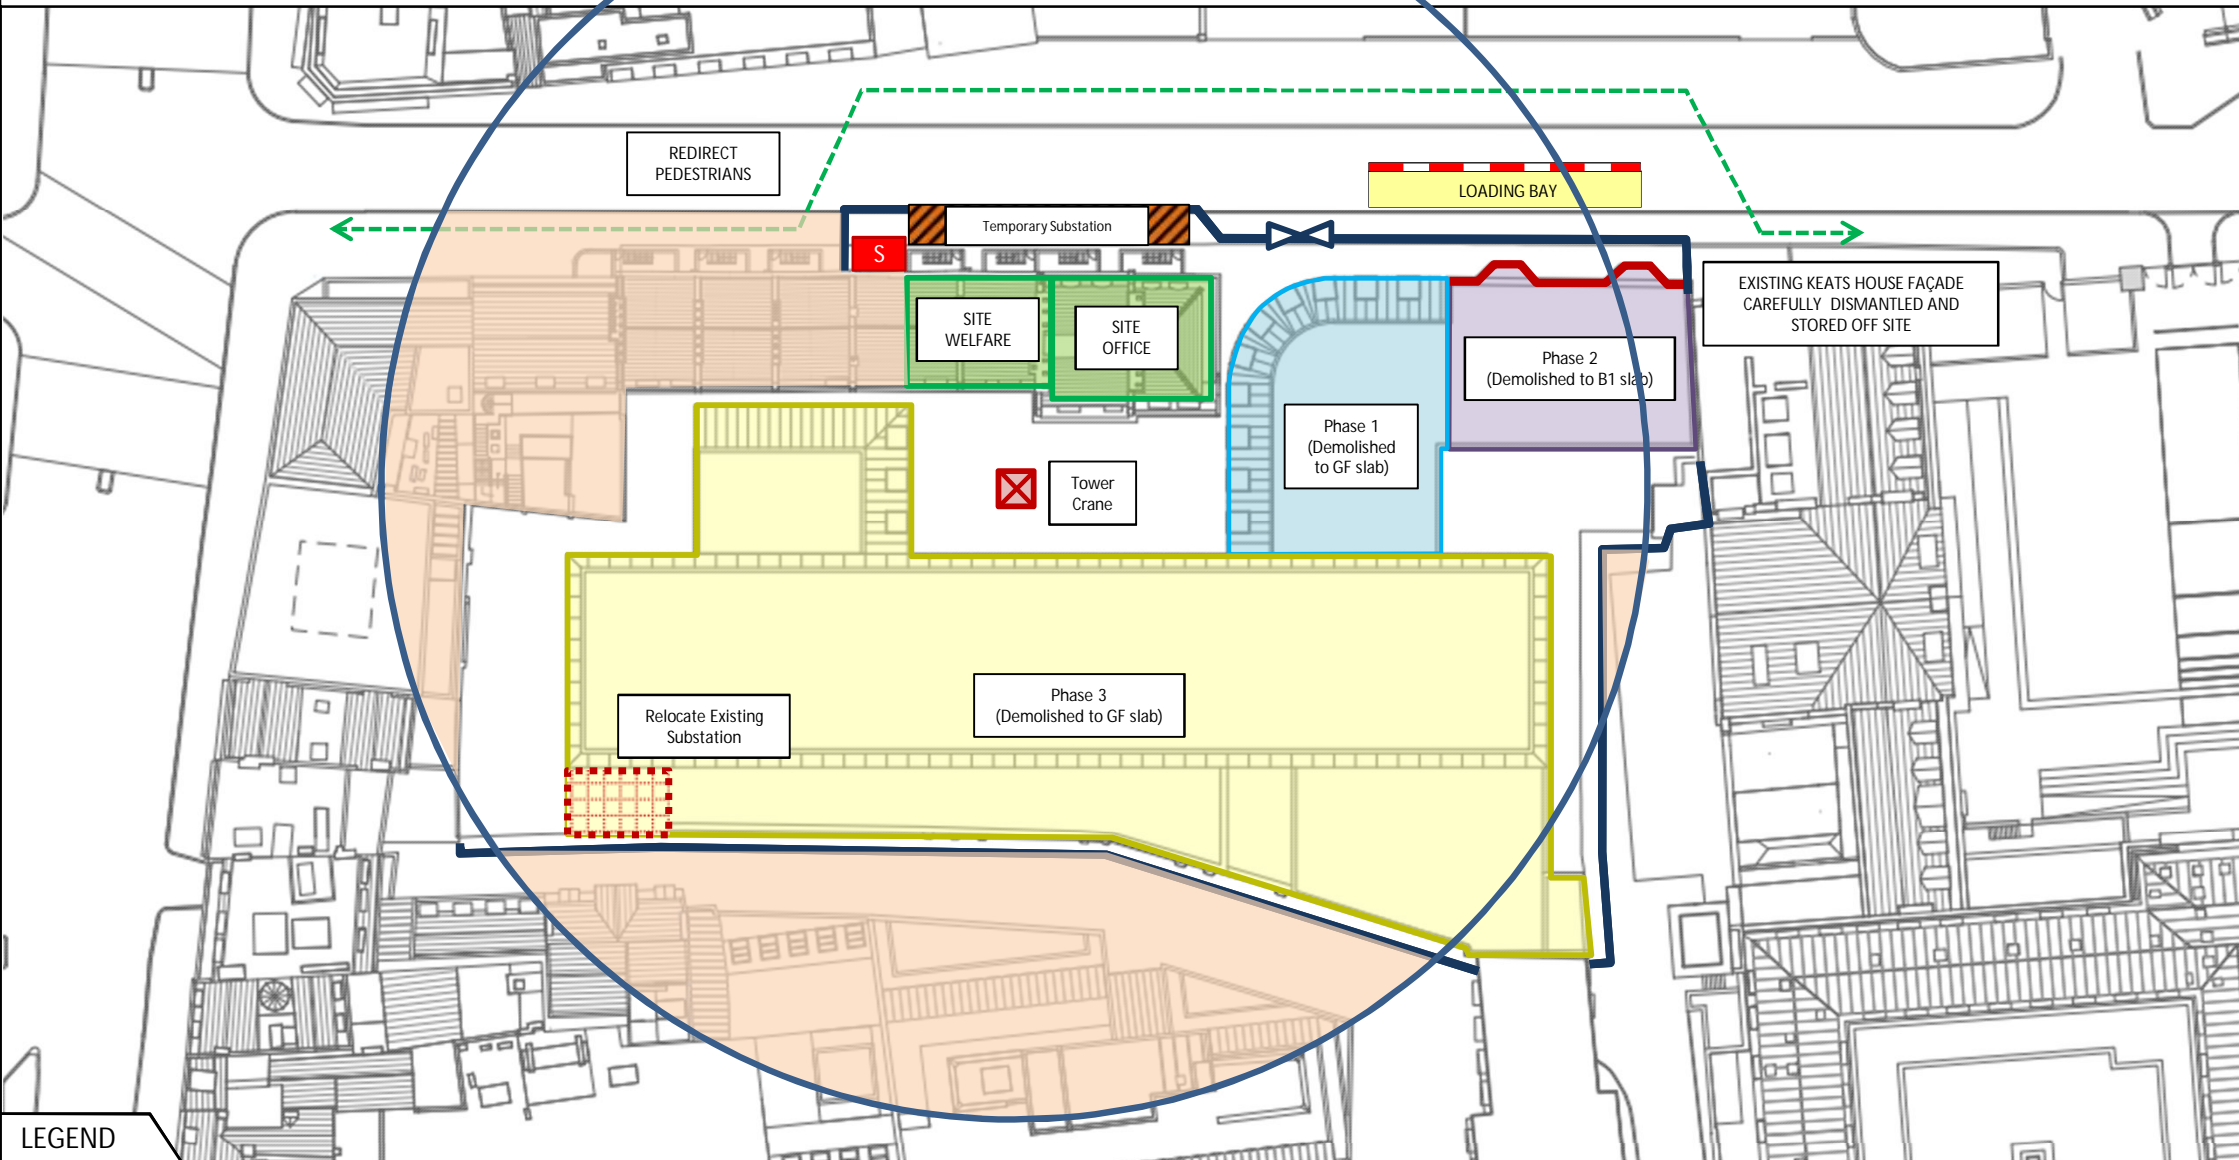 REDIRECT
PEDESTRIANS
LOADING BAY
Temporary Substation
S
EXISTING KEATS HOUSE FAÇADE
CAREFULLY DISMANTLED AND
STORED OFF SITE
SITE
WELFARE
SITE
OFFICE
Phase 2
(Demolished to B1 slab)
Phase 1
(Demolished
to GF slab)
Tower
Crane
Phase 3
(Demolished to GF slab)
Relocate Existing
Substation
LEGEND